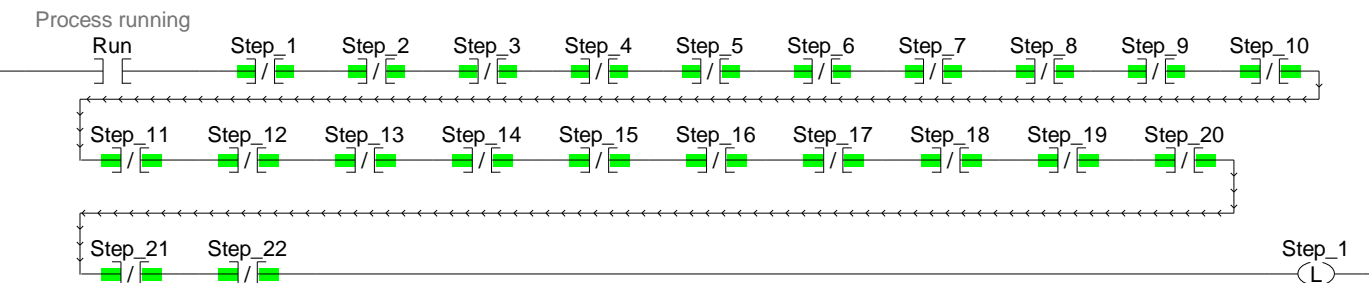 Process running
Run Step_1 Step_2 Step_3 Step_4 Step_5 Step_6 Step_7 Step_8 Step_9 Step_10
Step_11 Step_12 Step_13 Step_14 Step_15 Step_16 Step_17 Step_18 Step_19 Step_20
Step_21 Step_22 Step_1
L